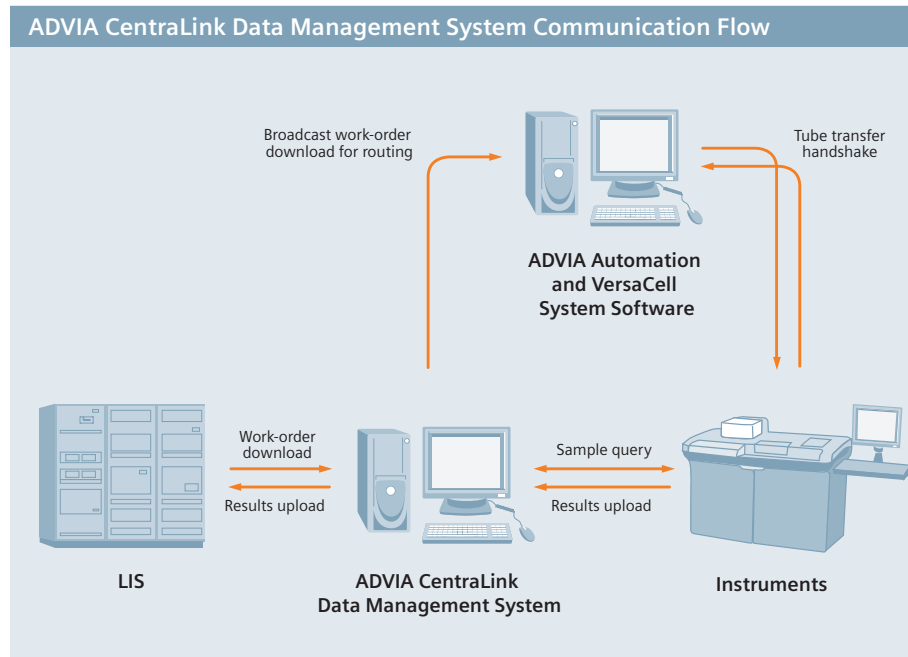 ADVIA CentraLink Data Management System Communication Flow
Broadcast work-order
download for routing
Tube transfer
handshake
ADVIA Automation
and VersaCell
System Software
Work-order
download
Results upload
Sample query
Results upload
LIS
ADVIA CentraLink
Data Management System
Instruments